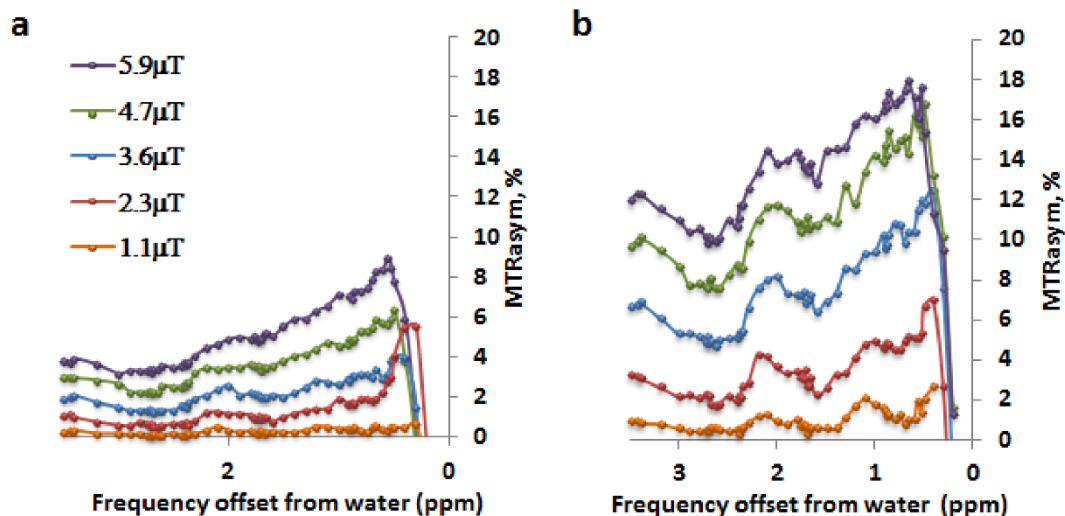 a
5.9µT
4.7µT
3.6µT
2.3µT
1.1µT
20
18
16
14
12
10
8
6
4
2
0
MTRasym, %
2
0
Frequency offset from water (ppm)
b
20
18
16
14
12
10
8
6
4
2
0
MTRasym, %
3
2
1
0
Frequency offset from water (ppm)